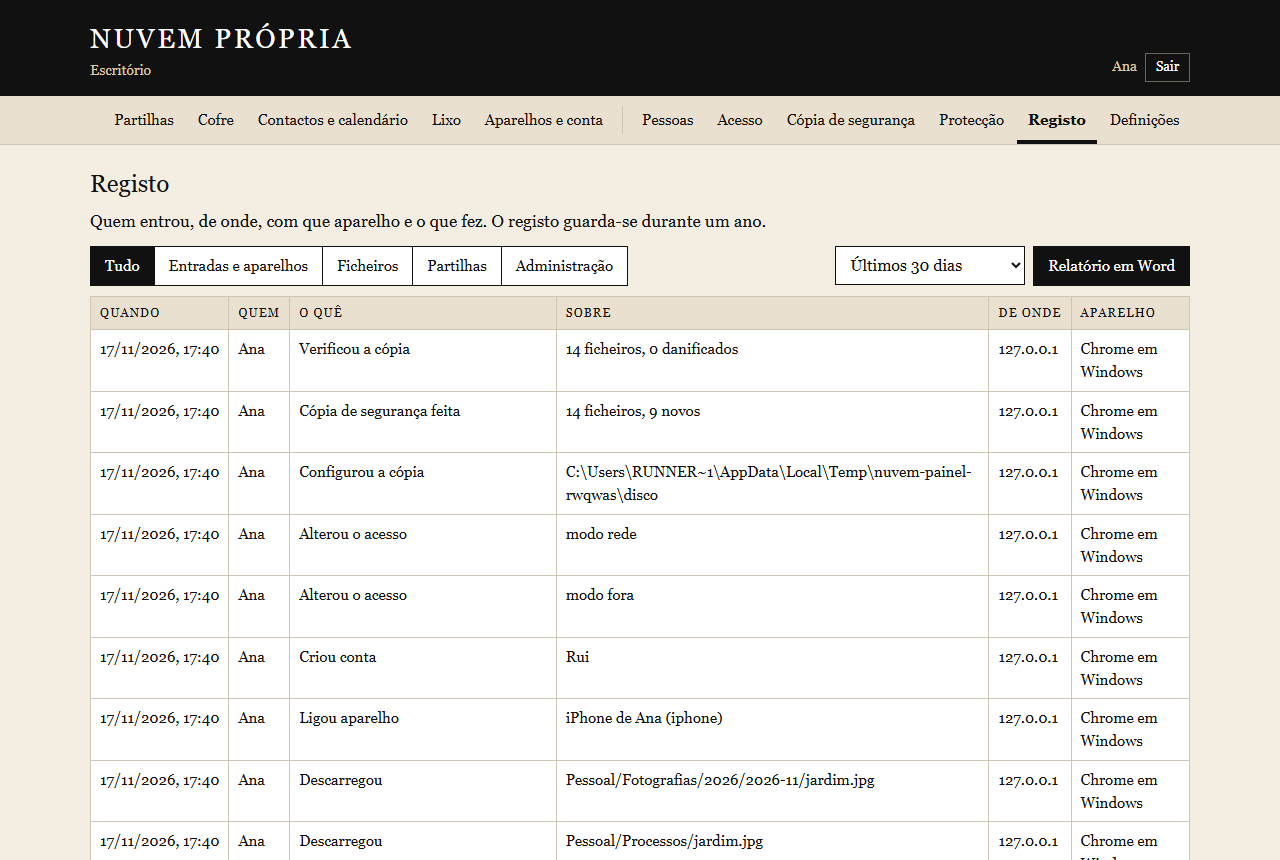 NUVEM PRÓPRIA
Escritório
Ana Sair
Partilhas Cofre Contactos e calendário Lixo Aparelhos e conta Pessoas Acesso Cópia de segurança Protecção Registo Definições
Registo
Quem entrou, de onde, com que aparelho e o que fez. O registo guarda-se durante um ano.
Tudo Entradas e aparelhos Ficheiros Partilhas Administração Últimos 30 dias Relatório em Word
QUANDO QUEM O QUÊ SOBRE DE ONDE APARELHO
17/11/2026, 17:40 Ana Verificou a cópia 14 ficheiros, 0 danificados 127.0.0.1 Chrome em
Windows
17/11/2026, 17:40 Ana Cópia de segurança feita 14 ficheiros, 9 novos 127.0.0.1 Chrome em
Windows
17/11/2026, 17:40 Ana Configurou a cópia C:\Users\RUNNER~1\AppData\Local\Temp\nuvem-painel- 127.0.0.1 Chrome em
rwqwas\disco Windows
17/11/2026, 17:40 Ana Alterou o acesso modo rede 127.0.0.1 Chrome em
Windows
17/11/2026, 17:40 Ana Alterou o acesso modo fora 127.0.0.1 Chrome em
Windows
17/11/2026, 17:40 Ana Criou conta Rui 127.0.0.1 Chrome em
Windows
17/11/2026, 17:40 Ana Ligou aparelho iPhone de Ana (iphone) 127.0.0.1 Chrome em
Windows
17/11/2026, 17:40 Ana Descarregou Pessoal/Fotografias/2026/2026-11/jardim.jpg 127.0.0.1 Chrome em
Windows
17/11/2026, 17:40 Ana Descarregou Pessoal/Processos/jardim.jpg 127.0.0.1 Chrome em